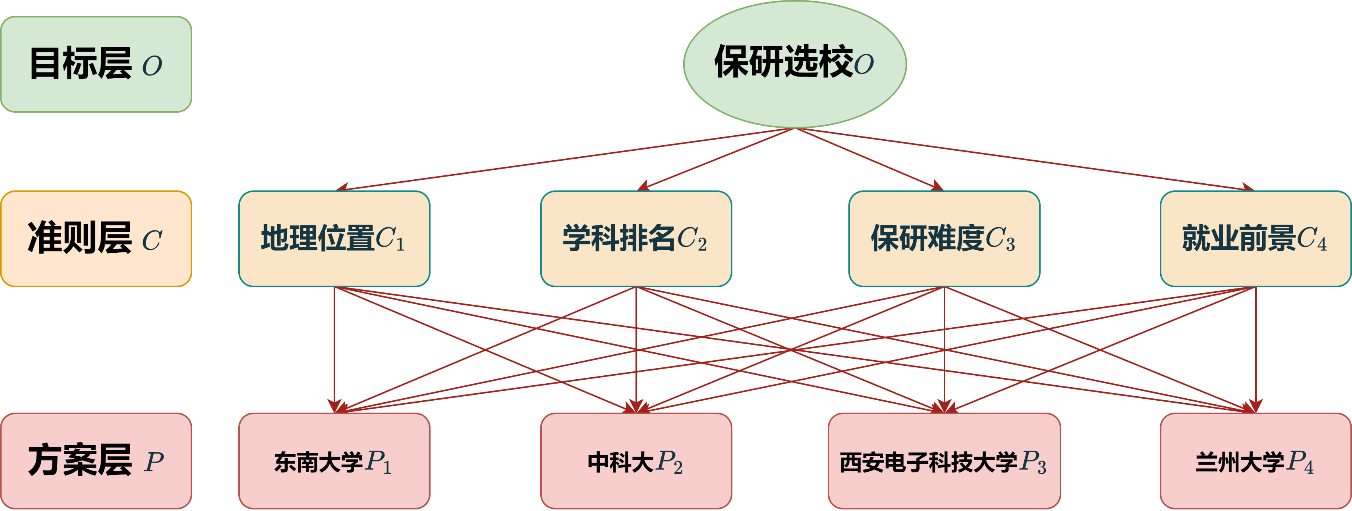 目标层 O
保研选校O
准则层 C
地理位置C₁
学科排名C₂
保研难度C₃
就业前景C₄
方案层 P
东南大学P₁
中科大P₂
西安电子科技大学P₃
兰州大学P₄